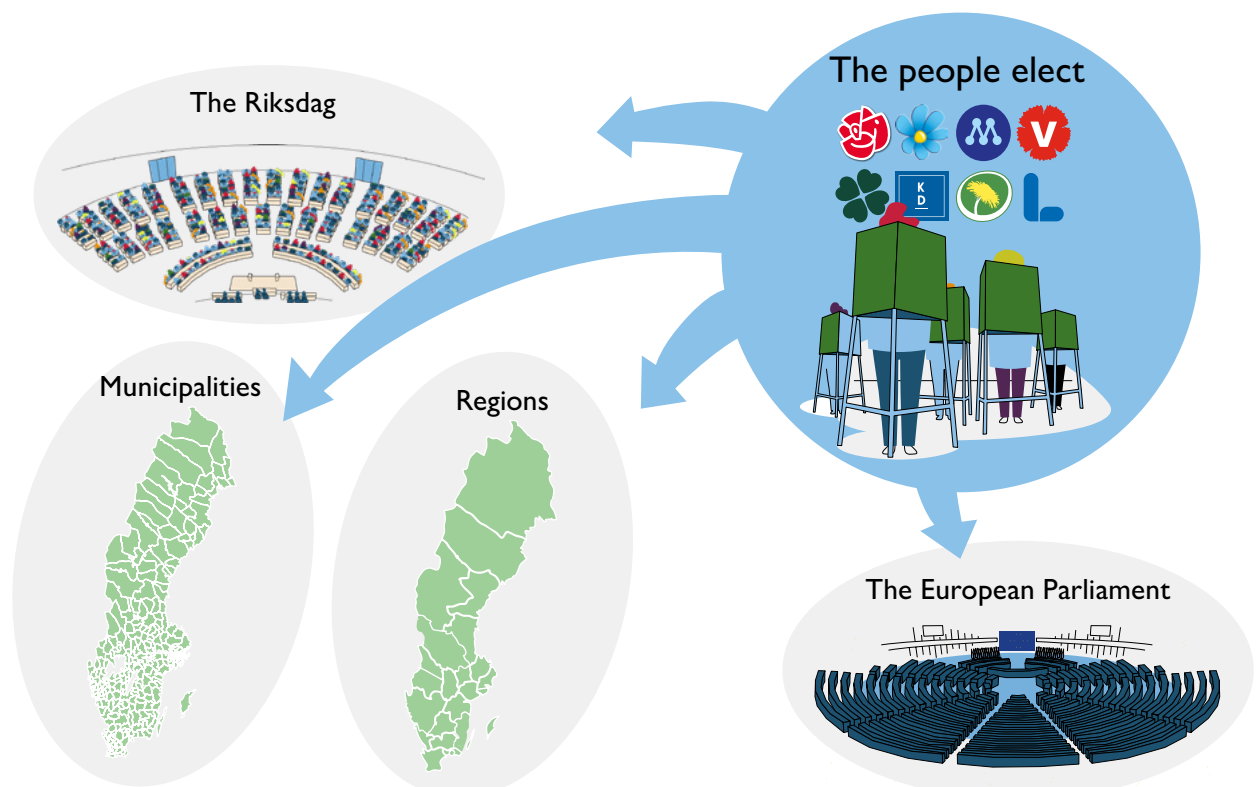 The people elect
The Riksdag
V
K
D
Municipalities
Regions
The European Parliament